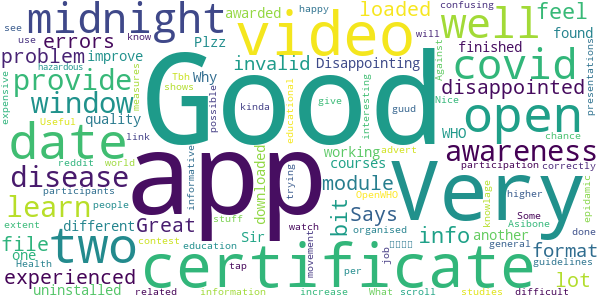 Good
app
very
certificate
video
midnight
date
two
open
covid
well
awareness
disease
window
provide
learn
experienced
uninstalled
errors
problem
improve
quality
awarded
loaded
invalid
Disappointing
Plzz
Why
Tbh
shows
happy
see
use
know
will
confusing
feel
found
finished
disappointed
WHO
working
courses
module
Says
bit
info
another
format
lot
file
one
different
Great
Sir
downloaded
educational
interesting
possible
kinda
give
guud
Against
Nice
chance
presentations
correctly
participation
higher
Some
done
epidamic
guidelines
general
Asibone
knowlage
OpenWHO
advert
trying
watch
movement
organised
job
per
tap
stuff
education
informative
measures
hazardous
expensive
Useful
link
reddit
world
participants
people
extent
contest
Health
related
information
increase
What
scroll
studies
difficult